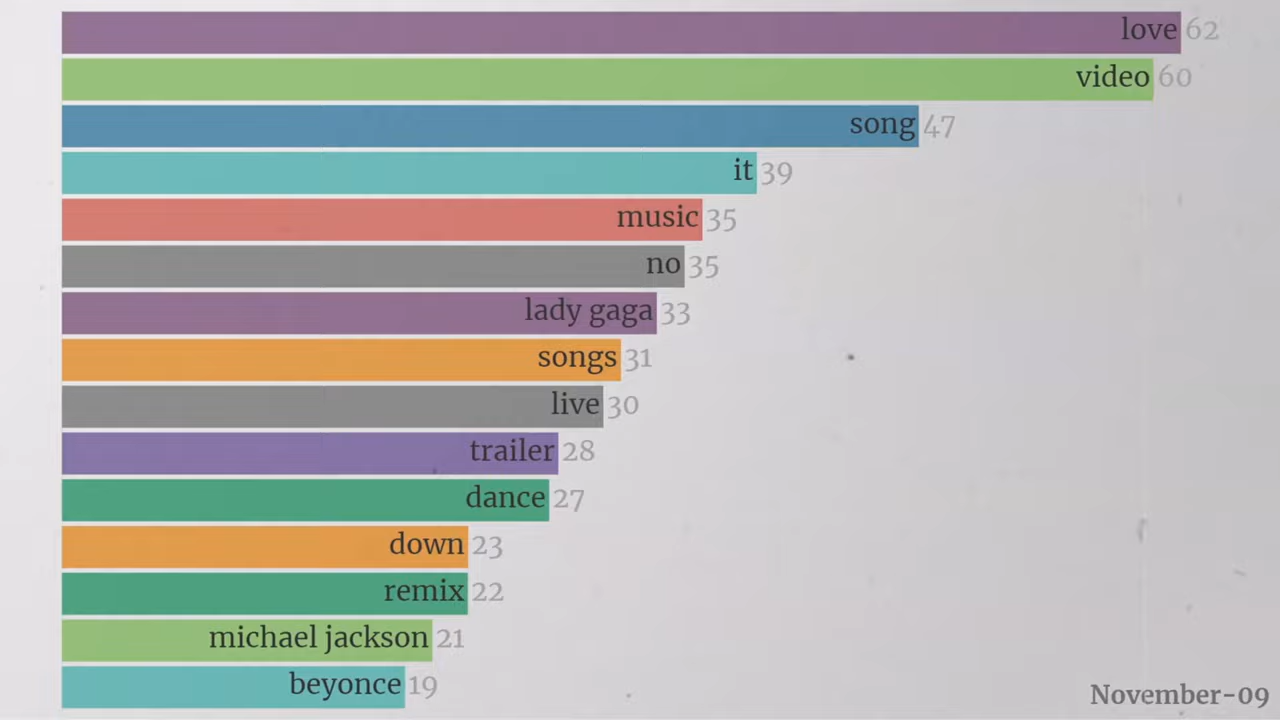 love 62
video 60
song 47
it 39
music 35
no 35
lady gaga 33
songs 31
live 30
trailer 28
dance 27
down 23
remix 22
michael jackson 21
beyonce 19
November-09